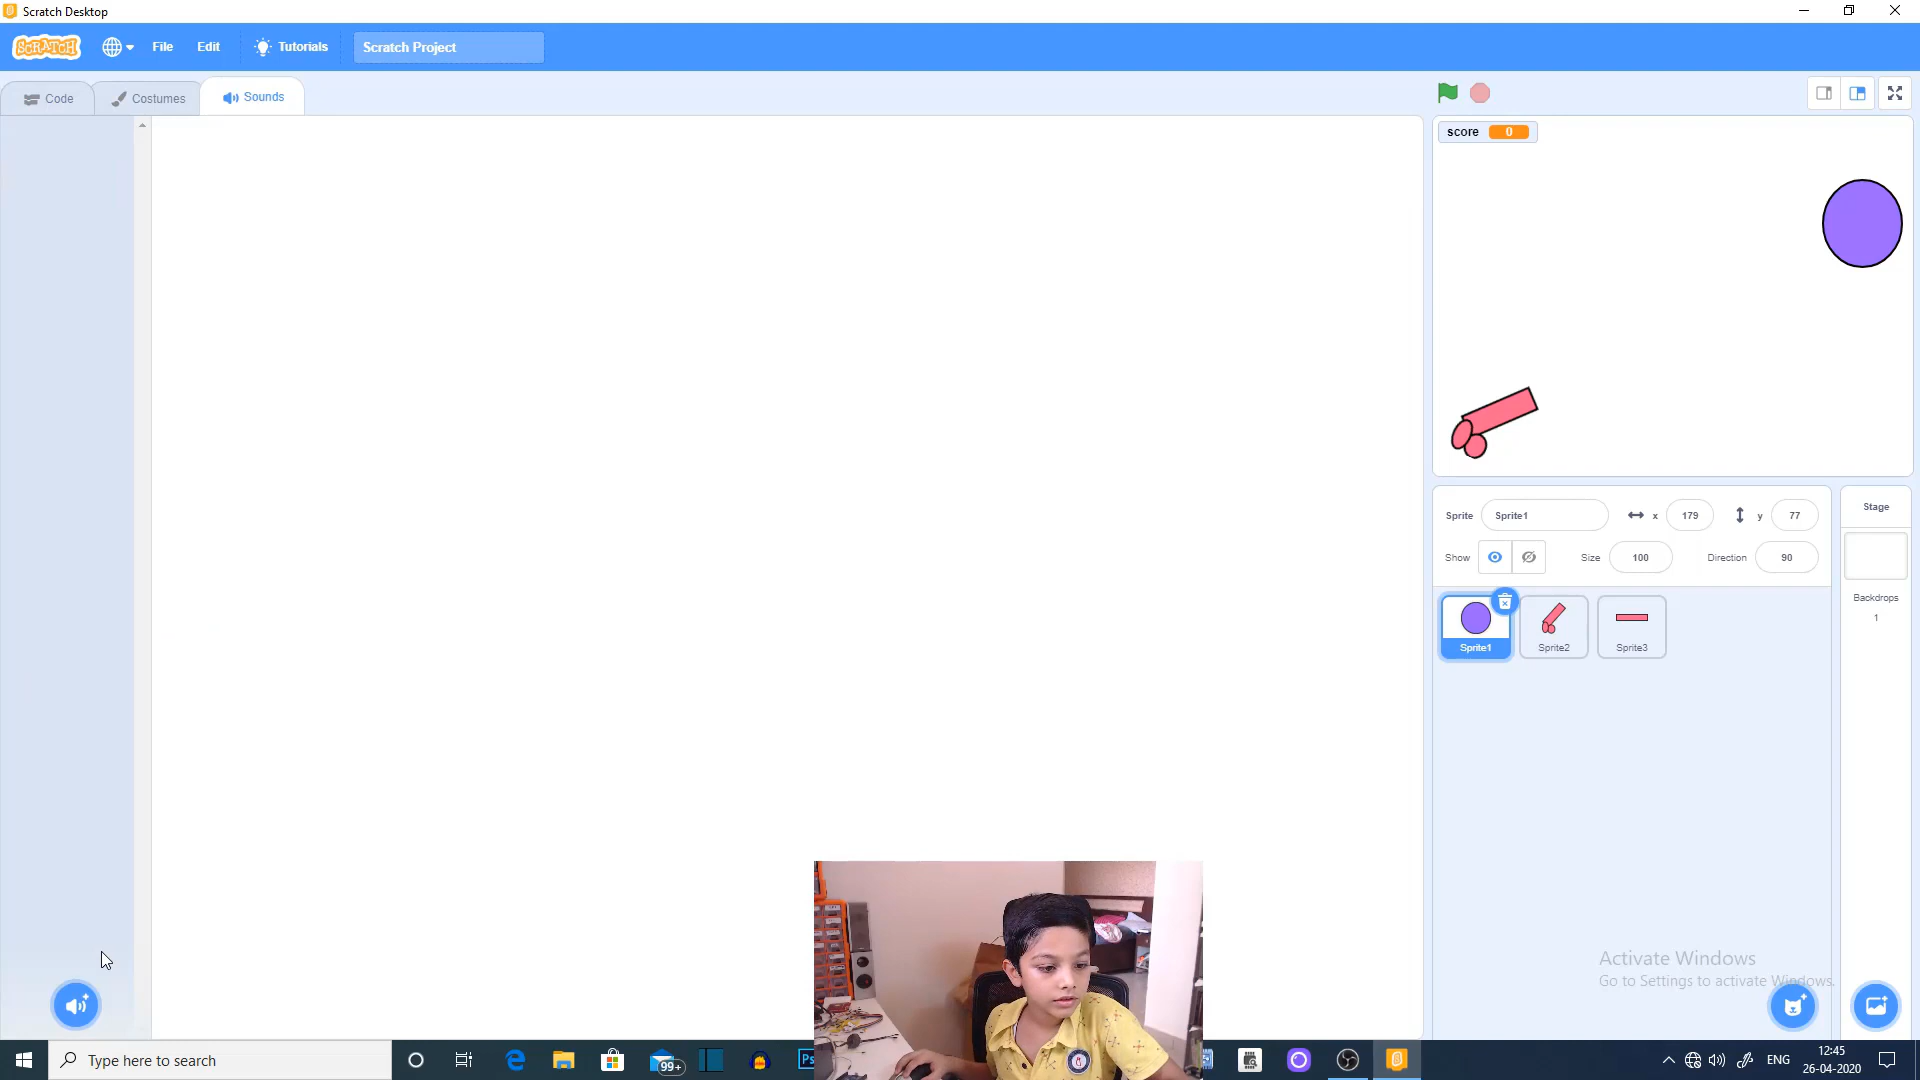 Scratch Desktop
SCRATCH File Edit Tutorials Scratch Project
Code Costumes Sounds
score 0
Sprite Sprite1 x 179 y 77
Show Size 100 Direction 90
Sprite1 Sprite2 Sprite3
Stage
Backdrops
1
Activate Windows
Go to Settings to activate Windows.
Type here to search
99+
Ps
ENG
12:45
26-04-2020